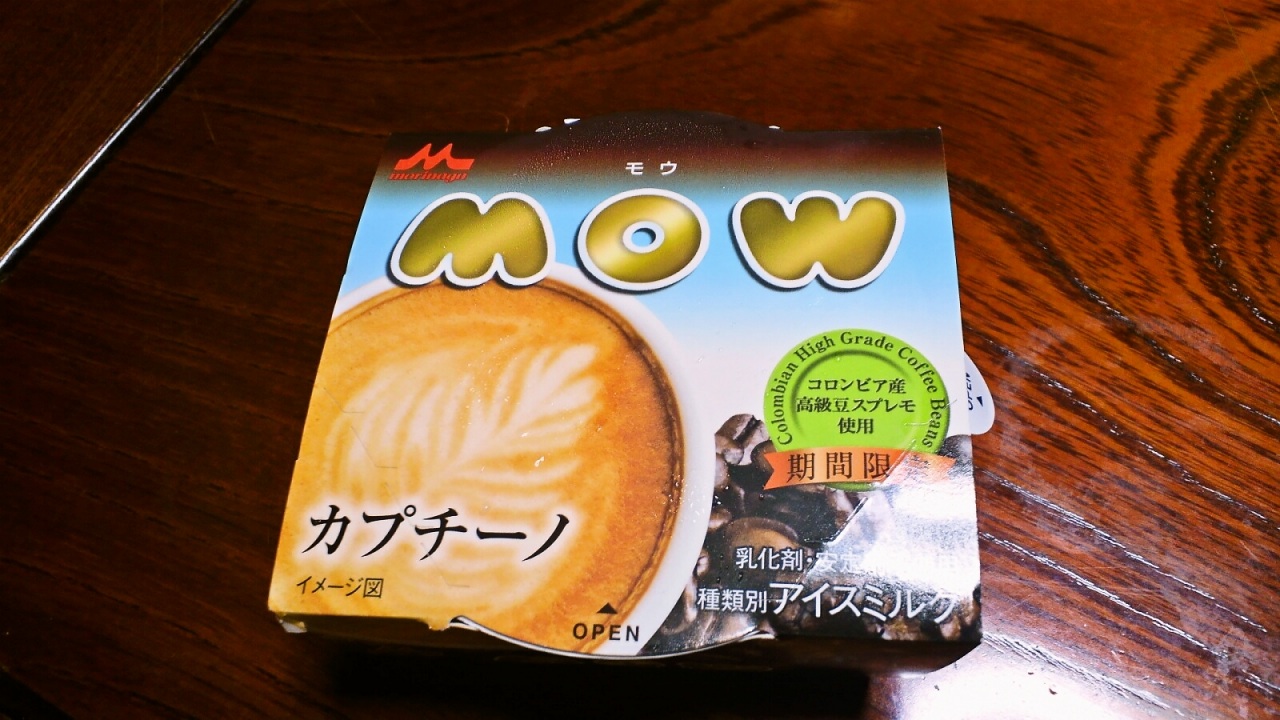 morinaga
モウ
MOW
Colombian High Grade Coffee Beans
コロンビア産
高級豆スプレモ
使用
期間限
カプチーノ
イメージ図
乳化剤・安
種類別 アイスミルク
OPEN
OPEN